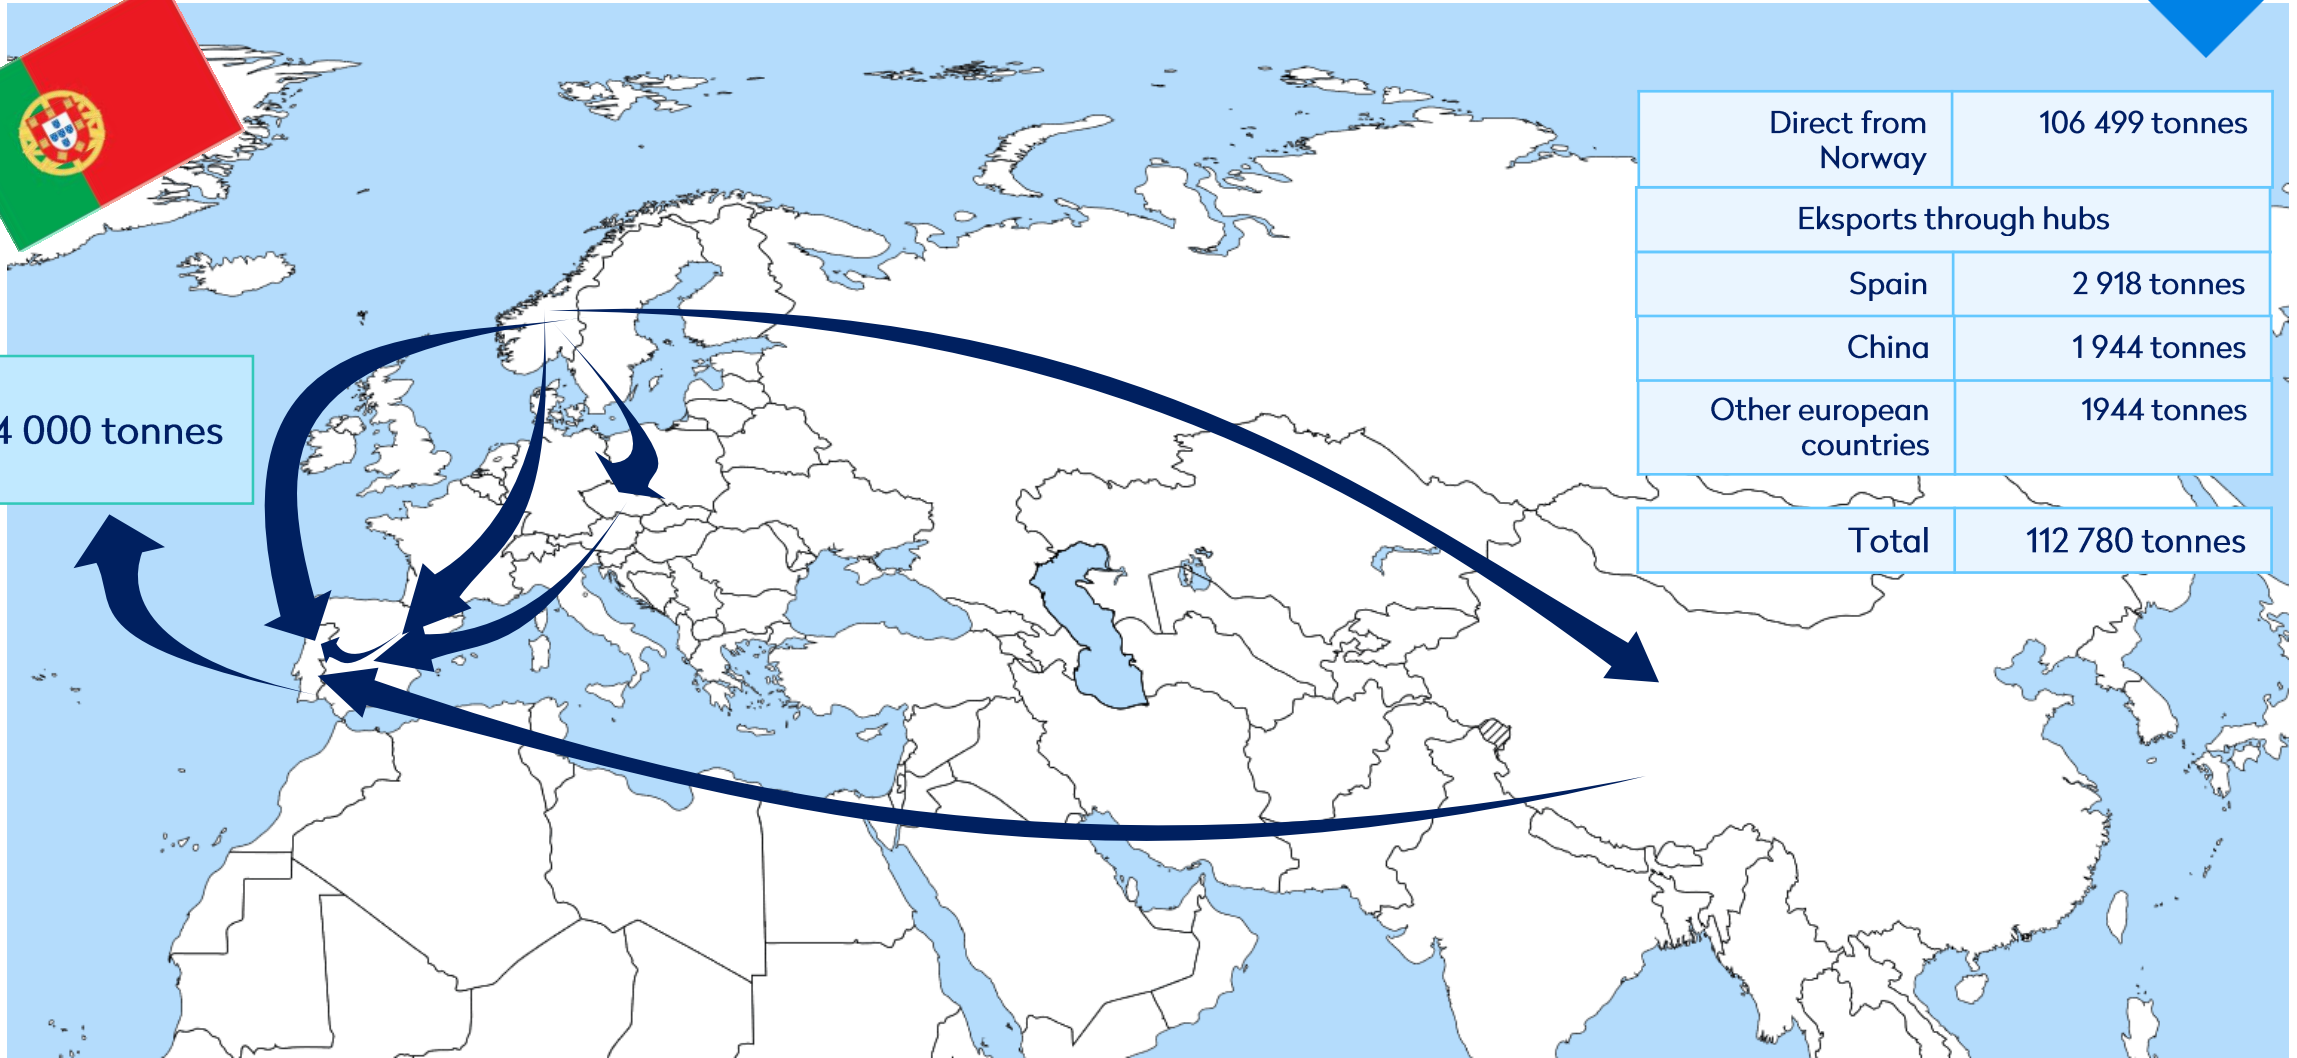 Direct from
Norway
106 499 tonnes
Eksports through hubs
Spain
2 918 tonnes
China
1 944 tonnes
Other european
countries
1944 tonnes
Total
112 780 tonnes
4 000 tonnes